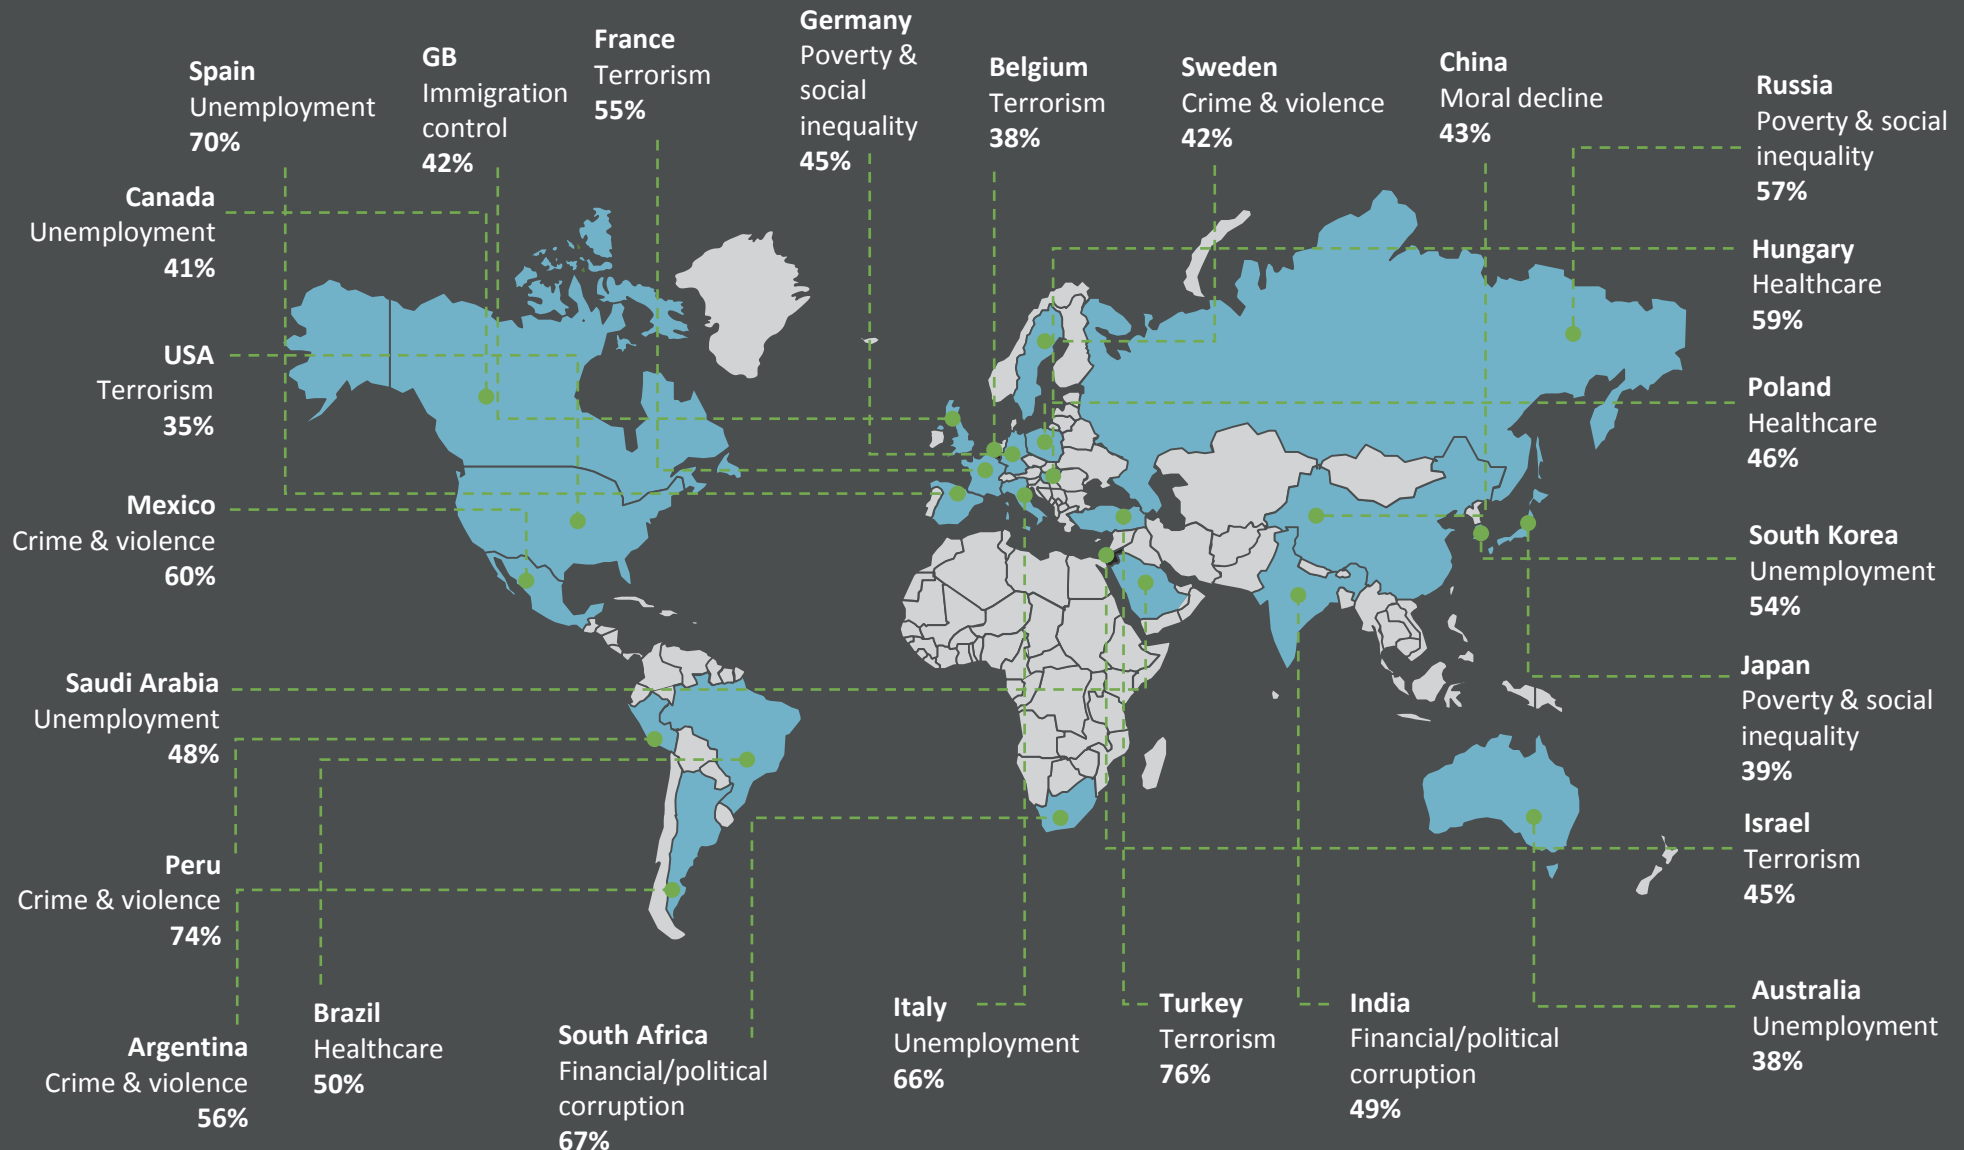 Spain
Unemployment
70%
GB
Immigration
control
42%
France
Terrorism
55%
Germany
Poverty &
social
inequality
45%
Belgium
Terrorism
38%
Sweden
Crime & violence
42%
China
Moral decline
43%
Russia
Poverty & social
inequality
57%
Canada
Unemployment
41%
Hungary
Healthcare
59%
USA
Terrorism
35%
Poland
Healthcare
46%
Mexico
Crime & violence
60%
South Korea
Unemployment
54%
Saudi Arabia
Unemployment
48%
Japan
Poverty & social
inequality
39%
Peru
Crime & violence
74%
Israel
Terrorism
45%
Argentina
Crime & violence
56%
Brazil
Healthcare
50%
South Africa
Financial/political
corruption
67%
Italy
Unemployment
66%
Turkey
Terrorism
76%
India
Financial/political
corruption
49%
Australia
Unemployment
38%